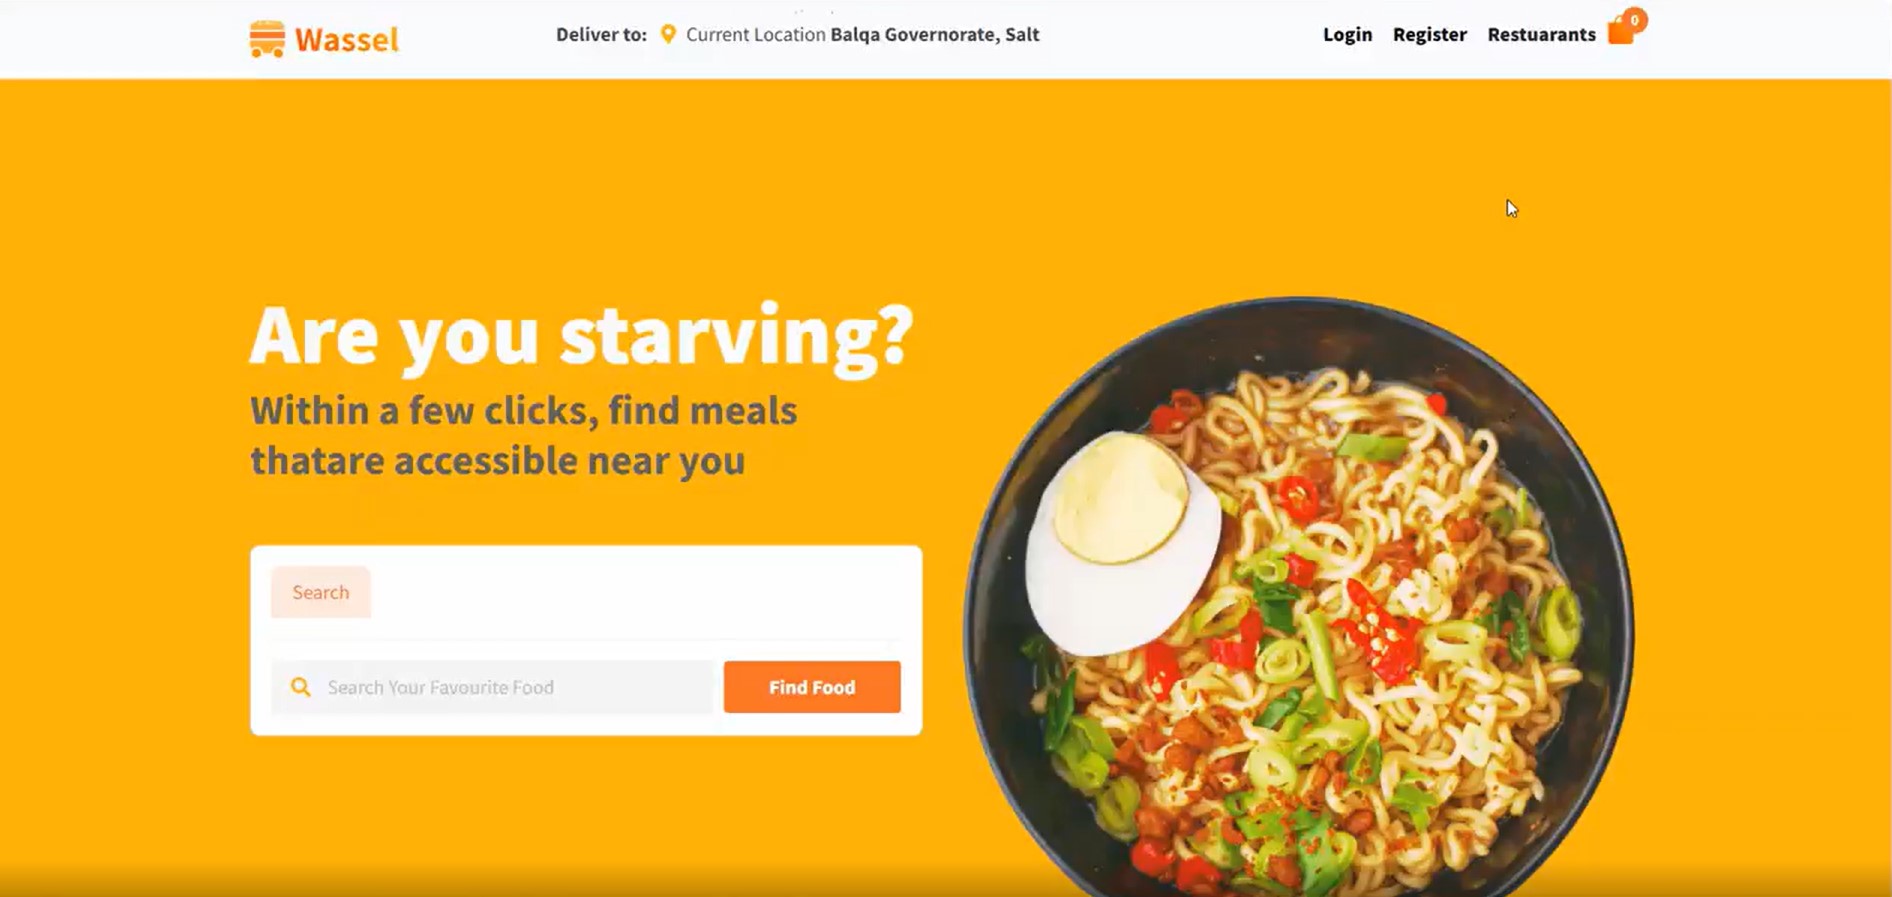 Wassel
Deliver to: Current Location Balqa Governorate, Salt
Login Register Restuarants 0
Are you starving?
Within a few clicks, find meals
thatare accessible near you
Search
Search Your Favourite Food
Find Food